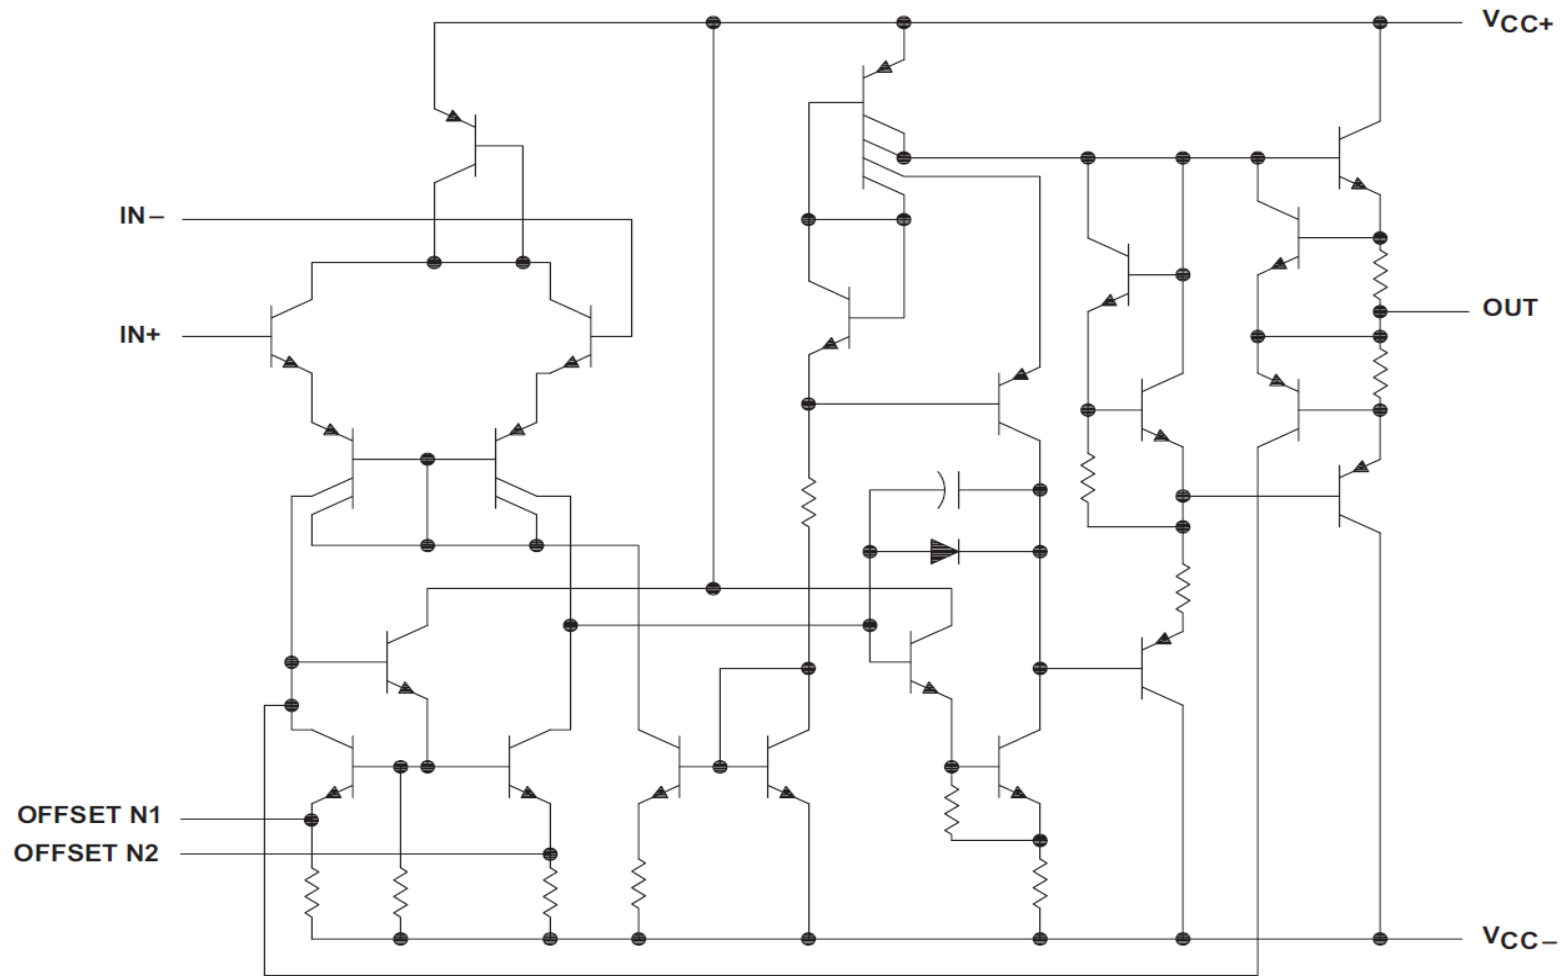 VCC+
IN−
OUT
IN+
OFFSET N1
OFFSET N2
VCC−